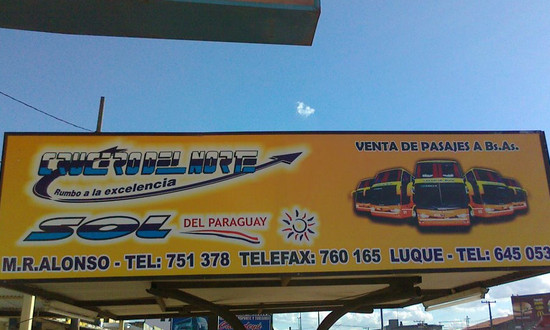 CRUCERO DEL NORTE
Rumbo a la excelencia
VENTA DE PASAJES A Bs.As.
SOL DEL PARAGUAY
M.R.ALONSO - TEL: 751 378 TELEFAX: 760 165 LUQUE - TEL: 645 053